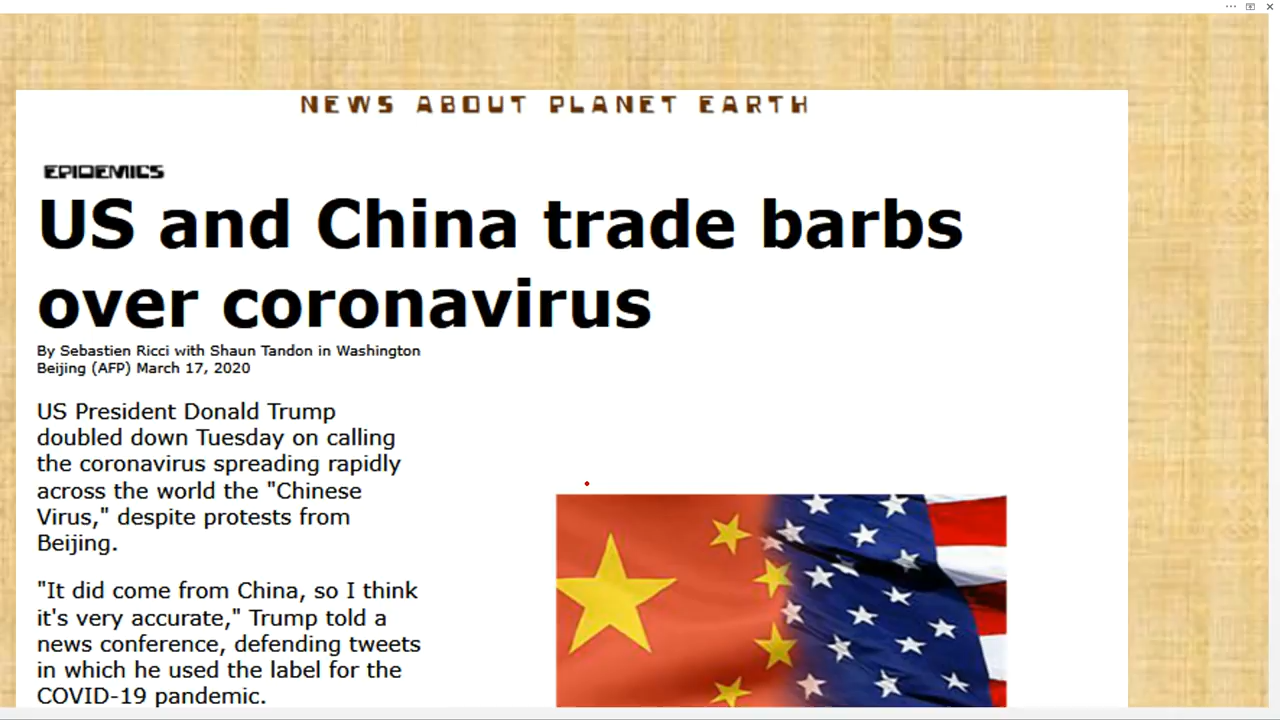 NEWS ABOUT PLANET EARTH
EPIDEMICS
US and China trade barbs
over coronavirus
By Sebastien Ricci with Shaun Tandon in Washington
Beijing (AFP) March 17, 2020
US President Donald Trump
doubled down Tuesday on calling
the coronavirus spreading rapidly
across the world the "Chinese
Virus," despite protests from
Beijing.
"It did come from China, so I think
it's very accurate," Trump told a
news conference, defending tweets
in which he used the label for the
COVID-19 pandemic.